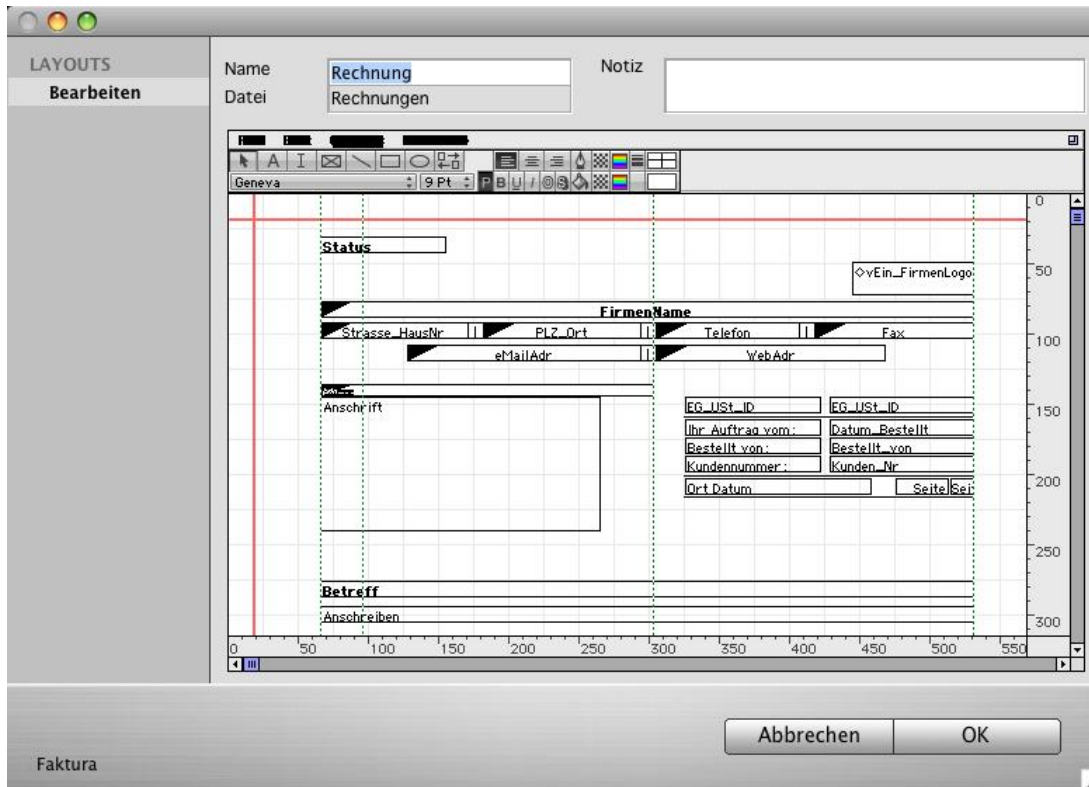 LAYOUTS
Bearbeiten
Name Rechnung Notiz
Datei Rechnungen
A I
Geneva 9 Pt P B U I O S
0
Status
50
vEin_FirmenLogo
FirmenName
Strasse_HausNr | PLZ_Ort | Telefon | Fax
100
eMailAdr | WebAdr
Anschrift EG_USt_ID EG_USt_ID
150
Ihr Auftrag vom: Datum_Bestellt
Bestellt von: Bestellt_von
Kundennummer: Kunden_Nr
200
Ort Datum Seite Sei
250
Betreff
Anschreiben
300
0 50 100 150 200 250 300 350 400 450 500 550
Abbrechen OK
Faktura